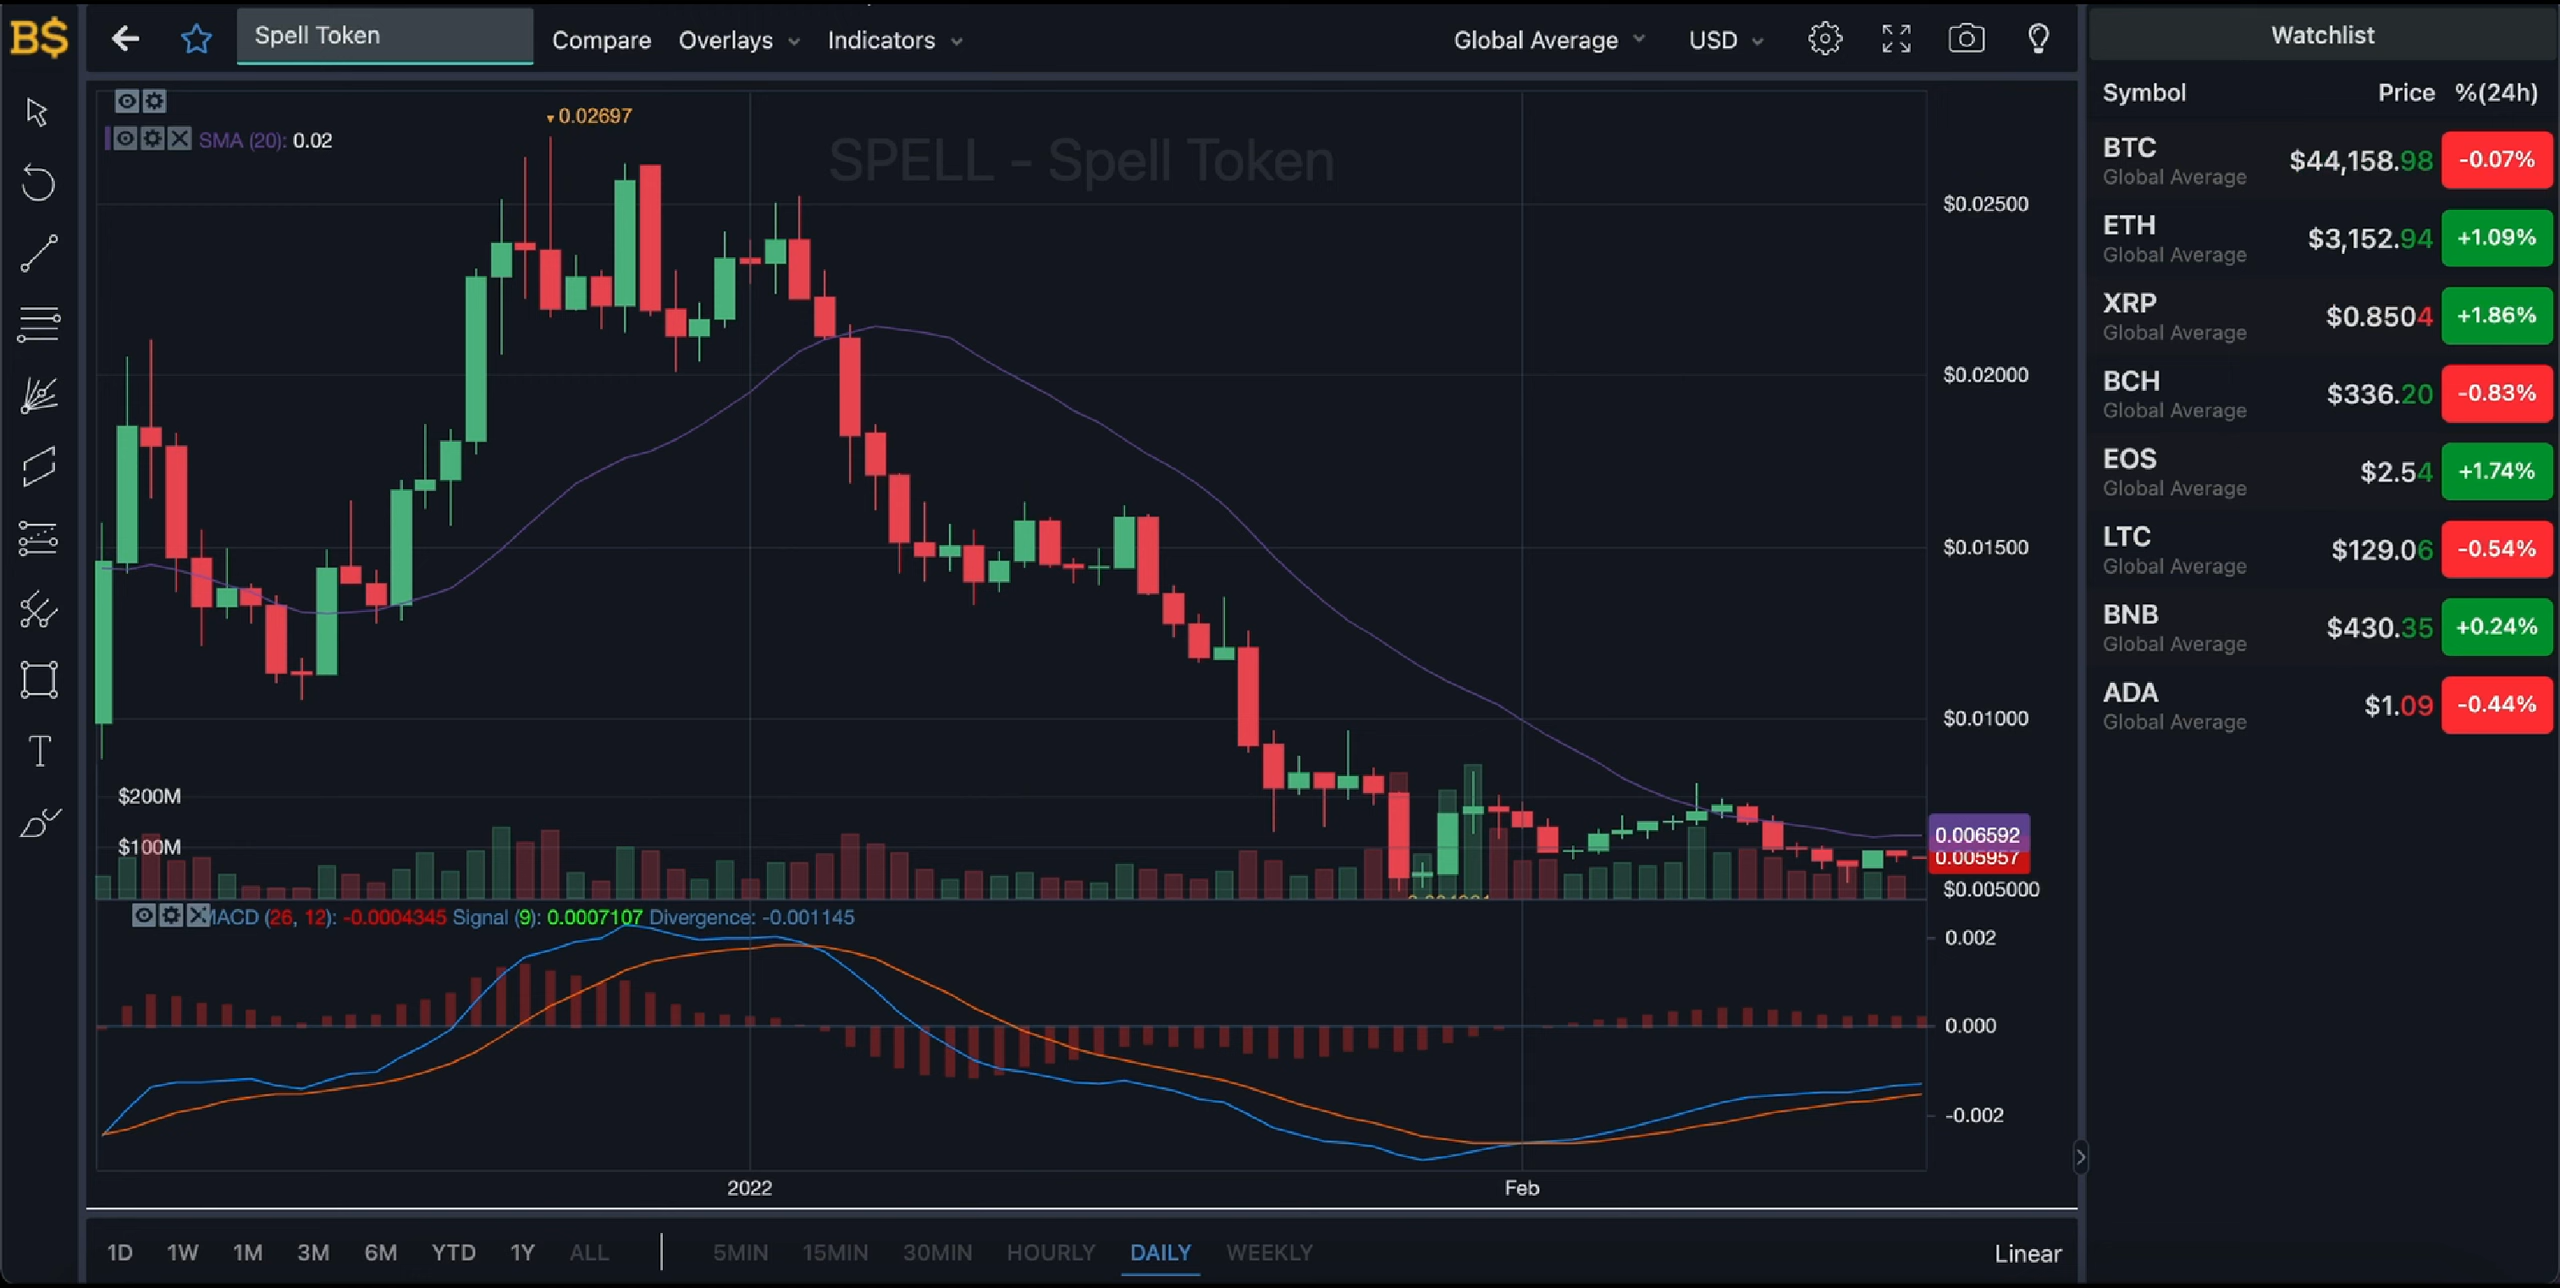 B$
Spell Token
Compare
Overlays
Indicators
Global Average
USD
Watchlist
Symbol Price %(24h)
BTC $44,158.98 -0.07%
Global Average
ETH $3,152.94 +1.09%
Global Average
XRP $0.8504 +1.86%
Global Average
BCH $336.20 -0.83%
Global Average
EOS $2.54 +1.74%
Global Average
LTC $129.06 -0.54%
Global Average
BNB $430.35 +0.24%
Global Average
ADA $1.09 -0.44%
Global Average
SMA (20): 0.02
0.02697
SPELL - Spell Token
$0.02500
$0.02000
$0.01500
$0.01000
$200M
$100M
0.006592
0.005957
$0.005000
MACD (26, 12): -0.0004345 Signal (9): 0.0007107 Divergence: -0.001145
0.002
0.000
-0.002
2022 Feb
1D 1W 1M 3M 6M YTD 1Y ALL 5MIN 15MIN 30MIN HOURLY DAILY WEEKLY Linear
T